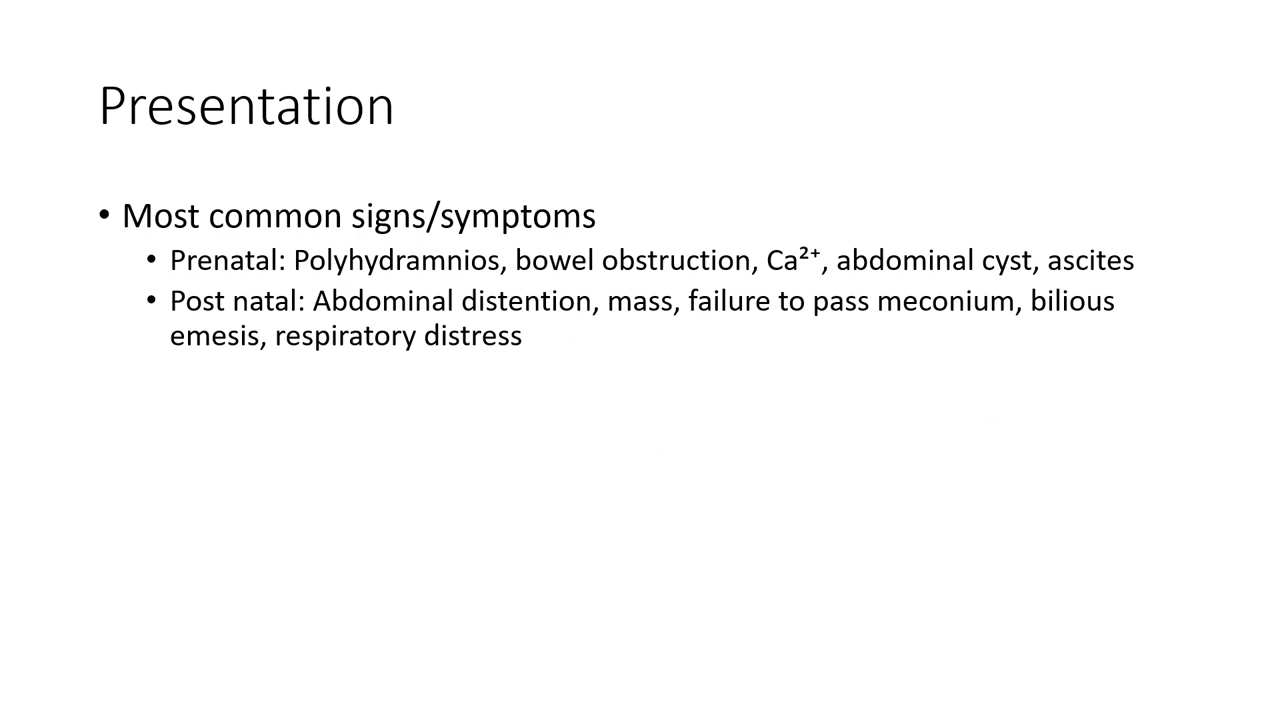 Presentation
• Most common signs/symptoms
• Prenatal: Polyhydramnios, bowel obstruction, Ca²⁺, abdominal cyst, ascites
• Post natal: Abdominal distention, mass, failure to pass meconium, bilious
emesis, respiratory distress